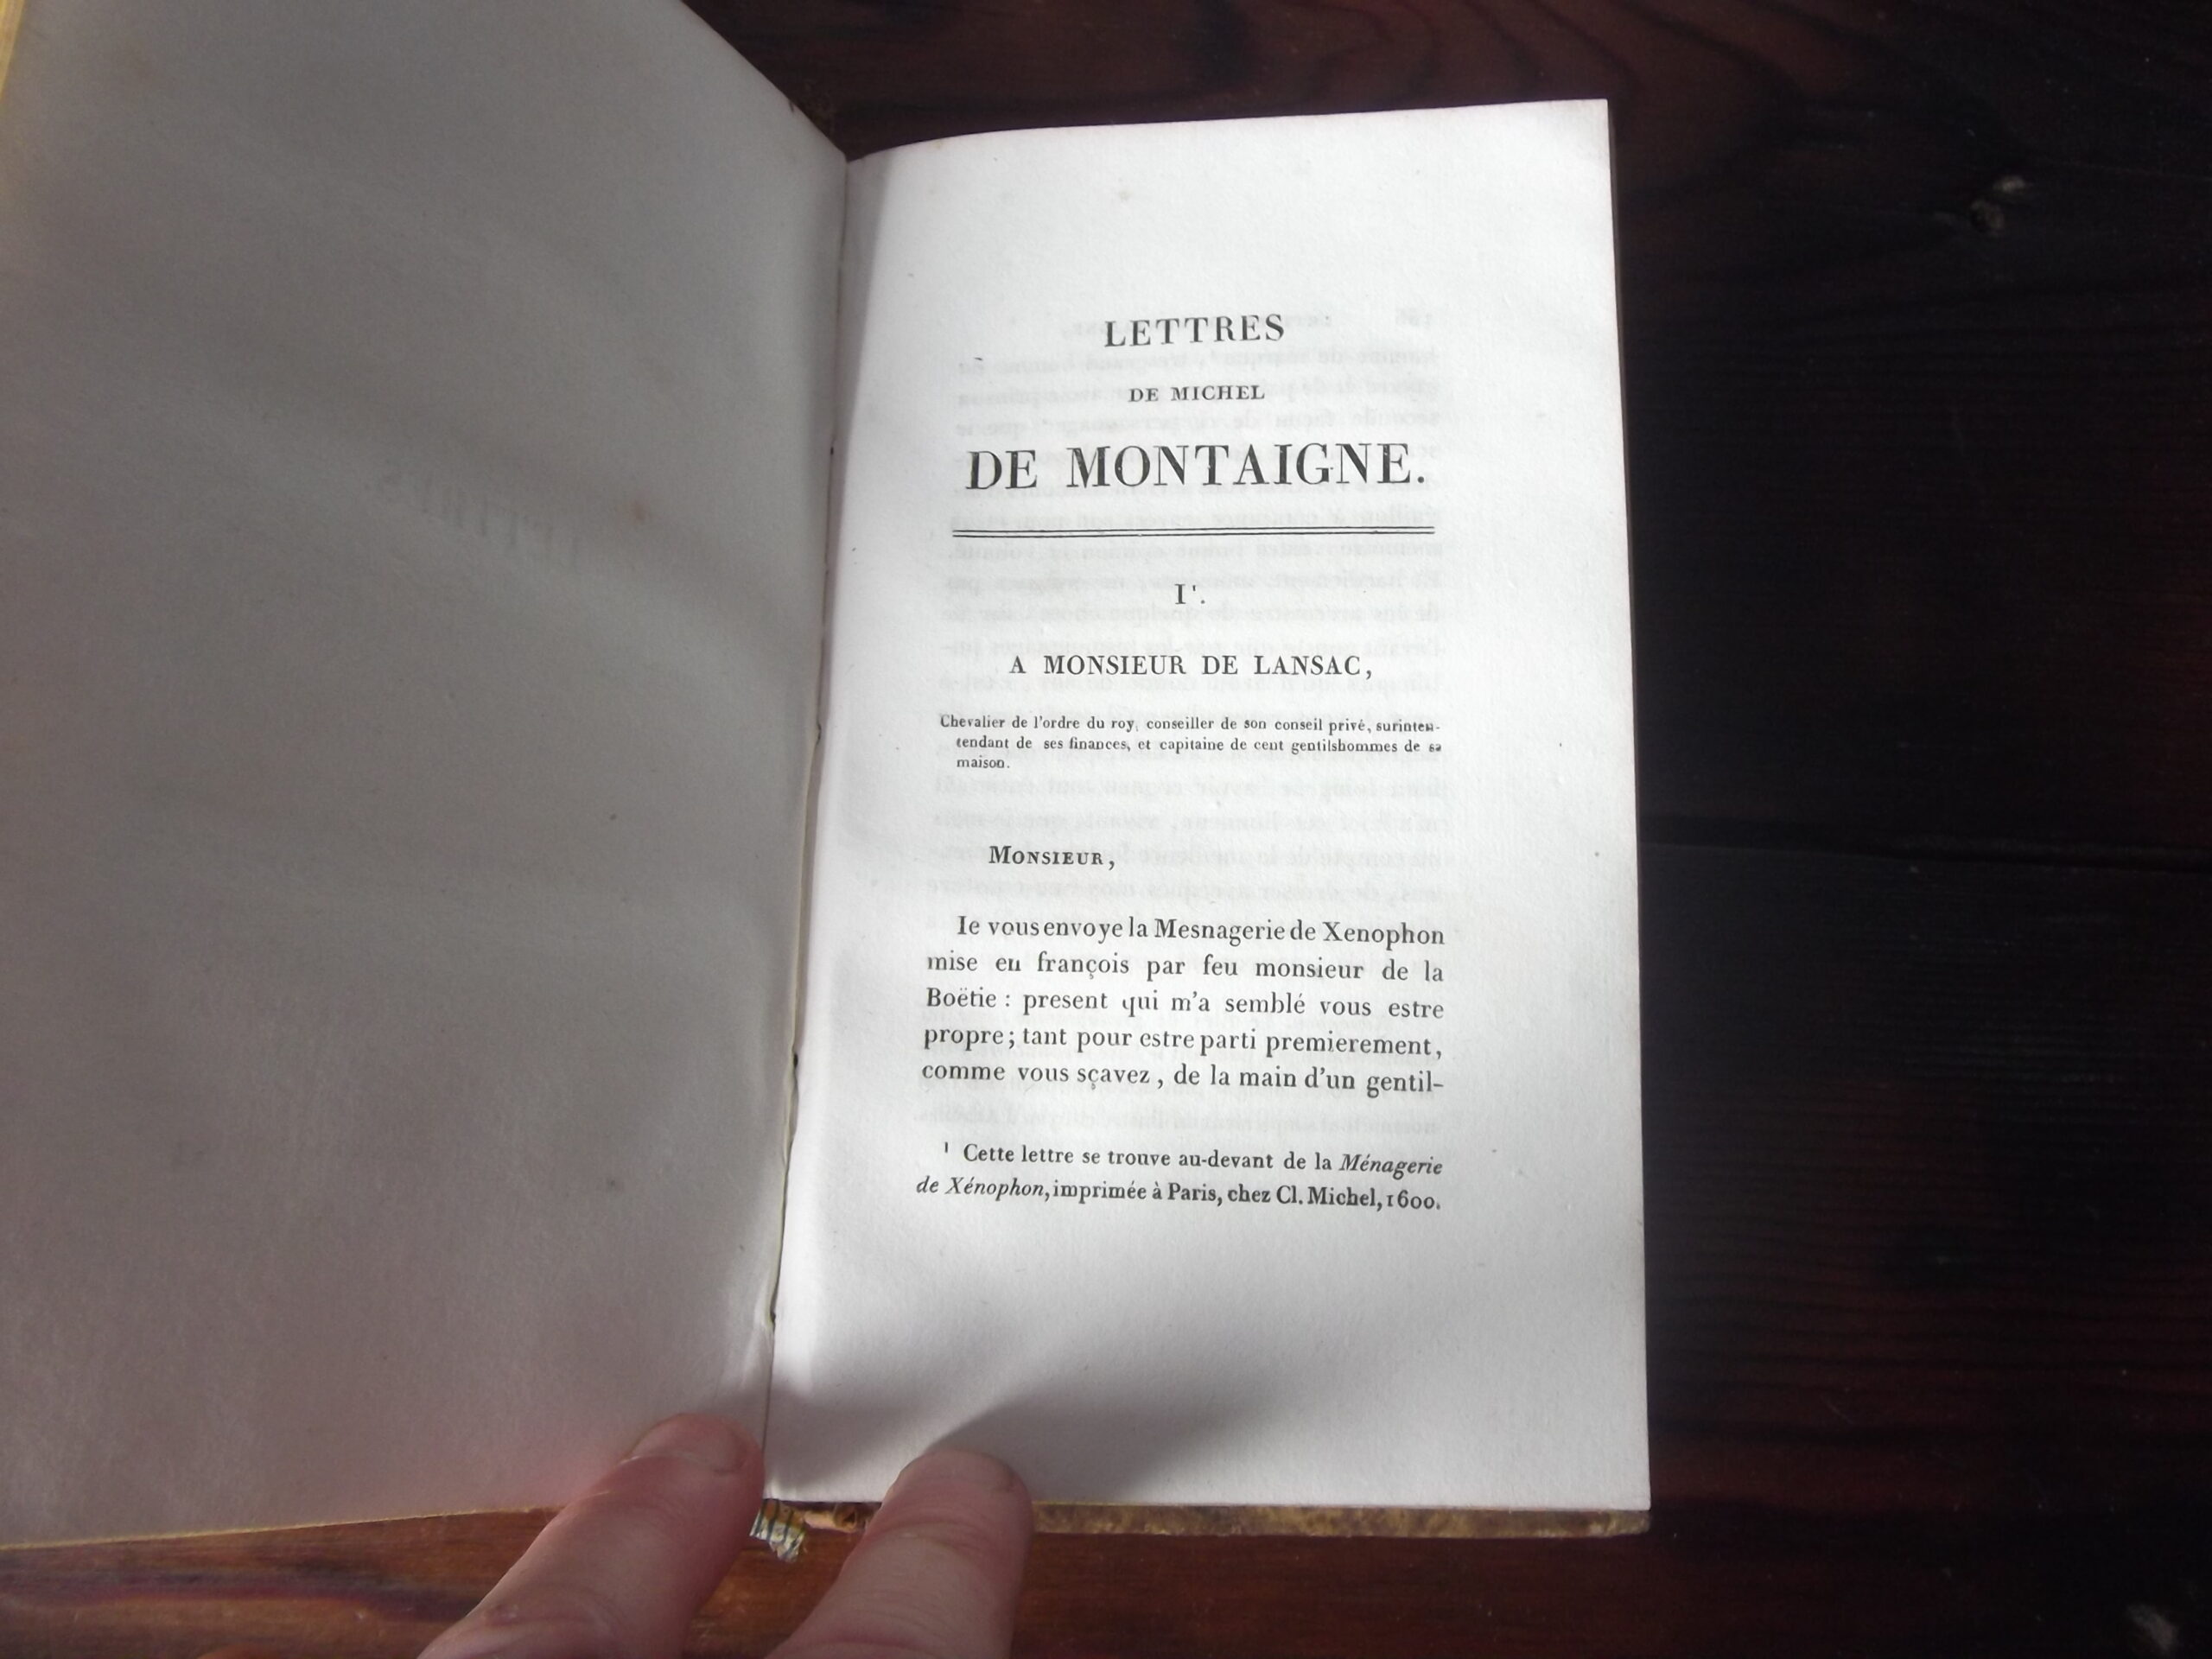 LETTRES
DE MICHEL
DE MONTAIGNE.
I¹.
A MONSIEUR DE LANSAC,
Chevalier de l'ordre du roy, conseiller de son conseil privé, surinten-
tendant de ses finances, et capitaine de cent gentilshommes de sa
maison.
MONSIEUR,
Ie vous envoye la Mesnagerie de Xenophon
mise en françois par feu monsieur de la
Boëtie : present qui m'a semblé vous estre
propre ; tant pour estre parti premierement,
comme vous sçavez , de la main d'un gentil-
¹ Cette lettre se trouve au-devant de la Ménagerie
de Xénophon, imprimée à Paris, chez Cl. Michel, 1600.